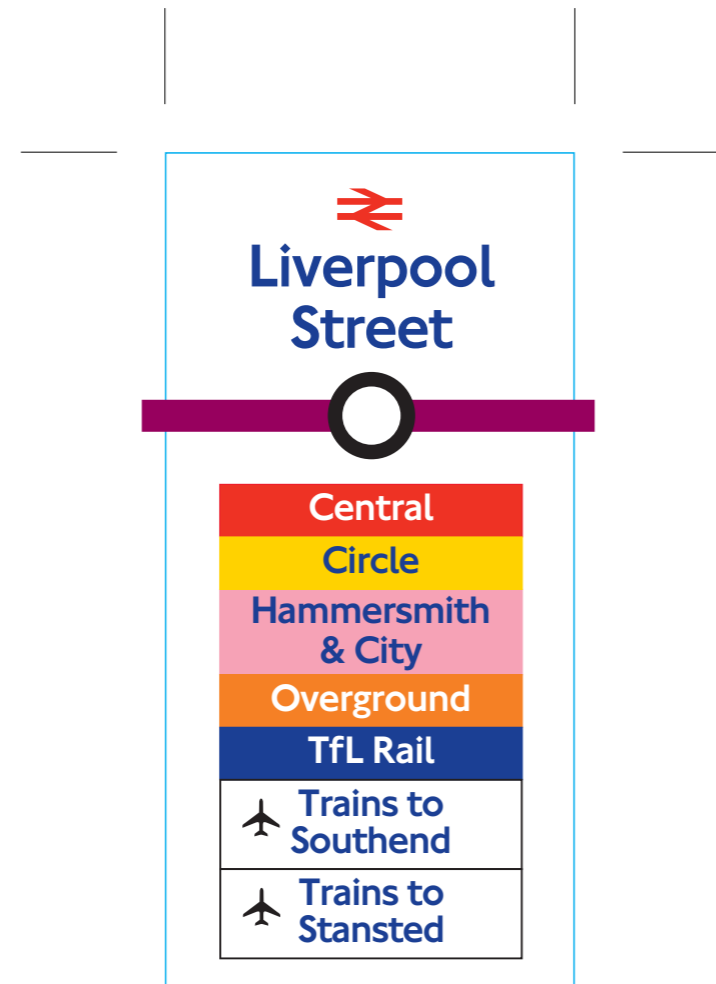 Liverpool
Street
Central
Circle
Hammersmith
& City
Overground
TfL Rail
Trains to
Southend
Trains to
Stansted